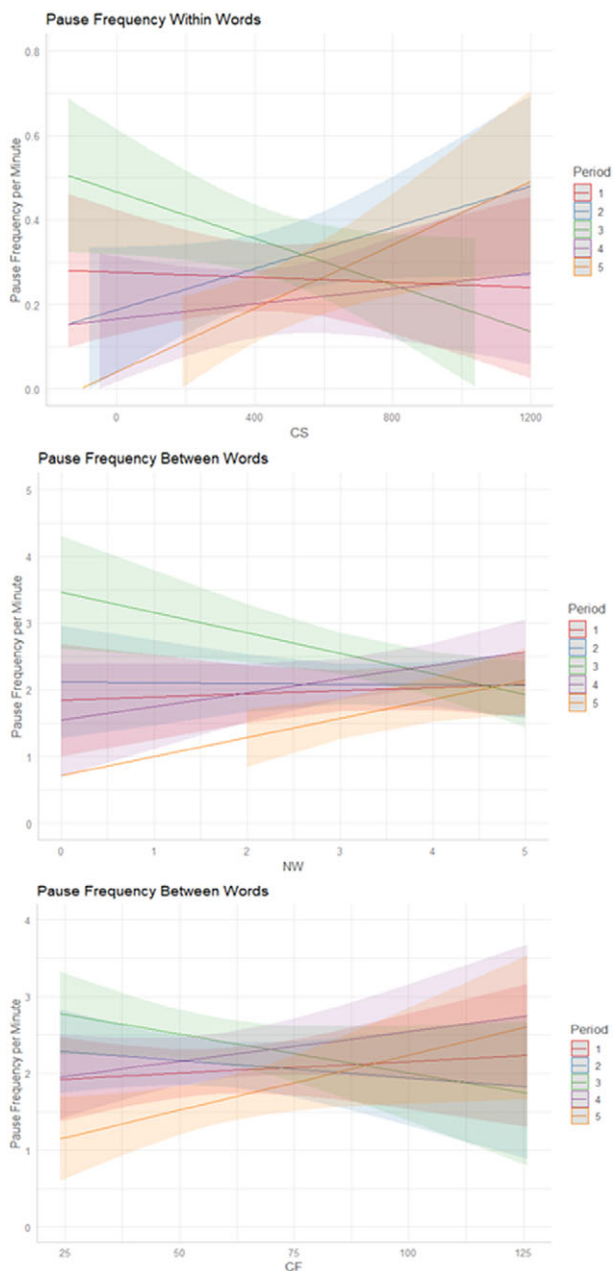 Pause Frequency Within Words
0.8
0.6
0.4
0.2
0.0
Pause Frequency per Minute
0 400 800 1200
CS
Period
1
2
3
4
5
Pause Frequency Between Words
5
4
3
2
1
0
Pause Frequency per Minute
0 1 2 3 4 5
NW
Period
1
2
3
4
5
Pause Frequency Between Words
4
3
2
1
0
Pause Frequency per Minute
25 50 75 100 125
CF
Period
1
2
3
4
5